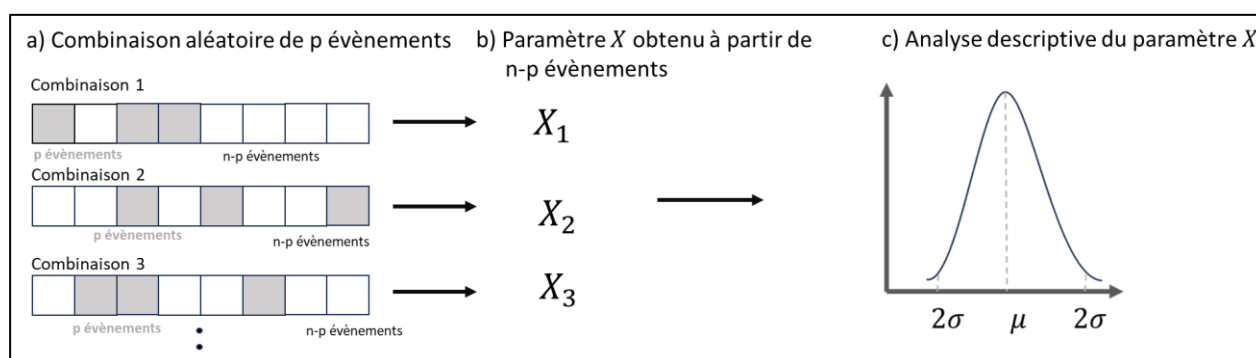 a) Combinaison aléatoire de p évènements
b) Paramètre X obtenu à partir de
n-p évènements
c) Analyse descriptive du paramètre X
Combinaison 1
p évènements
n-p évènements
X₁
Combinaison 2
p évènements
n-p évènements
X₂
Combinaison 3
p évènements
n-p évènements
X₃
2σ μ 2σ